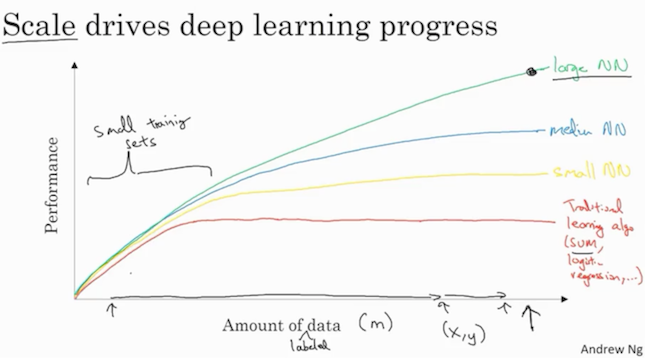 Scale drives deep learning progress
large NN
small training
sets
medium NN
small NN
Performance
Traditional
learning algo
(SVM,
logistic
regression,...)
Amount of data (m)
labeled
(x,y)
Andrew Ng